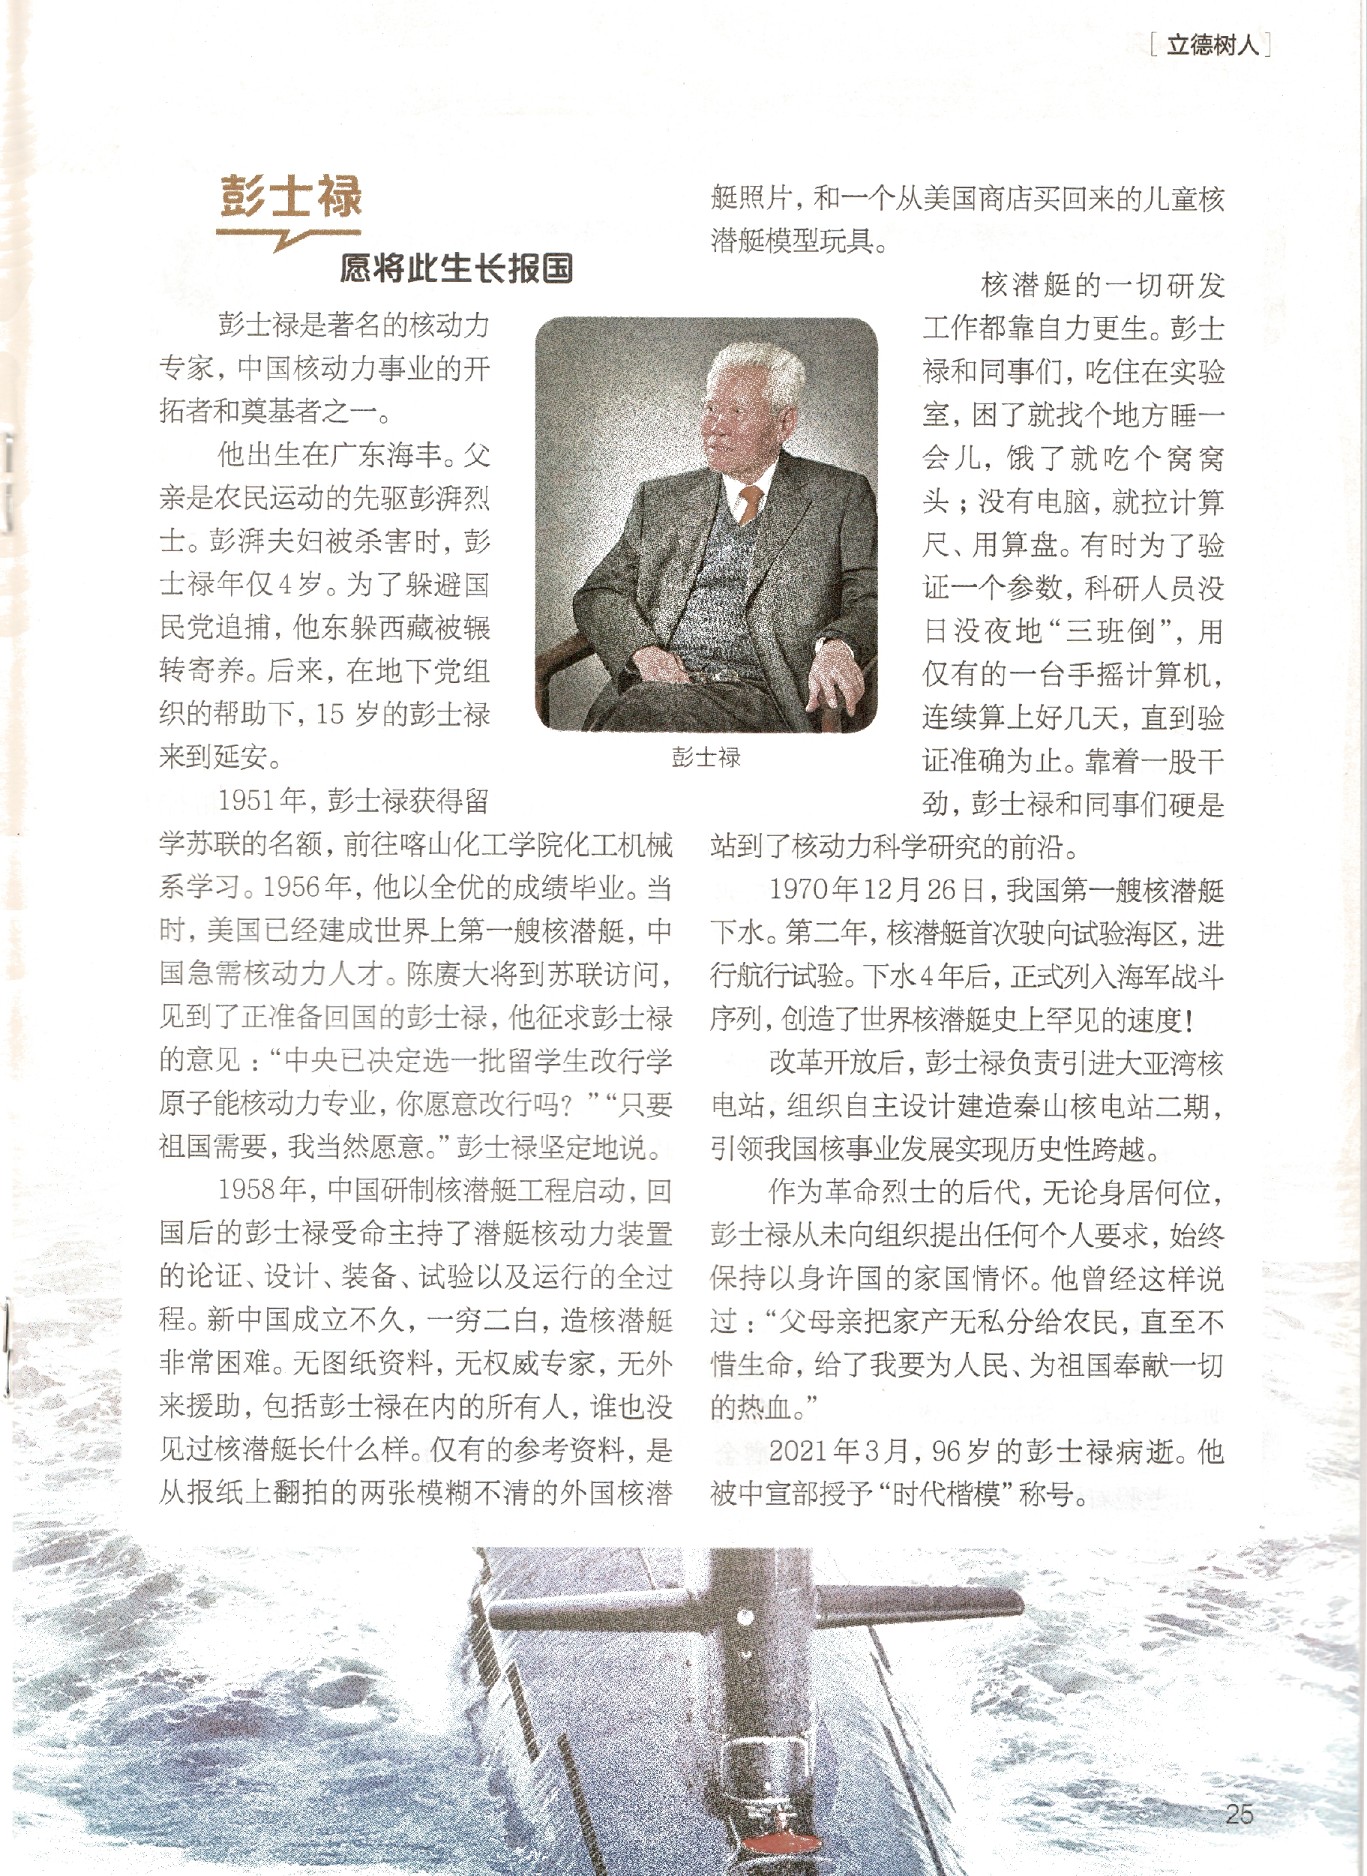 ［立德树人］
彭士禄
愿将此生长报国
彭士禄是著名的核动力
专家，中国核动力事业的开
拓者和奠基者之一。
他出生在广东海丰。父
亲是农民运动的先驱彭湃烈
士。彭湃夫妇被杀害时，彭
士禄年仅4岁。为了躲避国
民党追捕，他东躲西藏被辗
转寄养。后来，在地下党组
织的帮助下，15 岁的彭士禄
来到延安。
1951年，彭士禄获得留
学苏联的名额，前往喀山化工学院化工机械
系学习。1956年，他以全优的成绩毕业。当
时，美国已经建成世界上第一艘核潜艇，中
国急需核动力人才。陈赓大将到苏联访问，
见到了正准备回国的彭士禄，他征求彭士禄
的意见：“中央已决定选一批留学生改行学
原子能核动力专业，你愿意改行吗？”“只要
祖国需要，我当然愿意。”彭士禄坚定地说。
1958年，中国研制核潜艇工程启动，回
国后的彭士禄受命主持了潜艇核动力装置
的论证、设计、装备、试验以及运行的全过
程。新中国成立不久，一穷二白，造核潜艇
非常困难。无图纸资料，无权威专家，无外
来援助，包括彭士禄在内的所有人，谁也没
见过核潜艇长什么样。仅有的参考资料，是
从报纸上翻拍的两张模糊不清的外国核潜
艇照片，和一个从美国商店买回来的儿童核
潜艇模型玩具。
核潜艇的一切研发
工作都靠自力更生。彭士
禄和同事们，吃住在实验
室，困了就找个地方睡一
会儿，饿了就吃个窝窝
头；没有电脑，就拉计算
尺、用算盘。有时为了验
证一个参数，科研人员没
日没夜地“三班倒”，用
仅有的一台手摇计算机，
连续算上好几天，直到验
证准确为止。靠着一股干
劲，彭士禄和同事们硬是
站到了核动力科学研究的前沿。
1970年12月26日，我国第一艘核潜艇
下水。第二年，核潜艇首次驶向试验海区，进
行航行试验。下水4年后，正式列入海军战斗
序列，创造了世界核潜艇史上罕见的速度！
改革开放后，彭士禄负责引进大亚湾核
电站，组织自主设计建造秦山核电站二期，
引领我国核事业发展实现历史性跨越。
作为革命烈士的后代，无论身居何位，
彭士禄从未向组织提出任何个人要求，始终
保持以身许国的家国情怀。他曾经这样说
过：“父母亲把家产无私分给农民，直至不
惜生命，给了我要为人民、为祖国奉献一切
的热血。”
2021年3月，96岁的彭士禄病逝。他
被中宣部授予“时代楷模”称号。
彭士禄
25